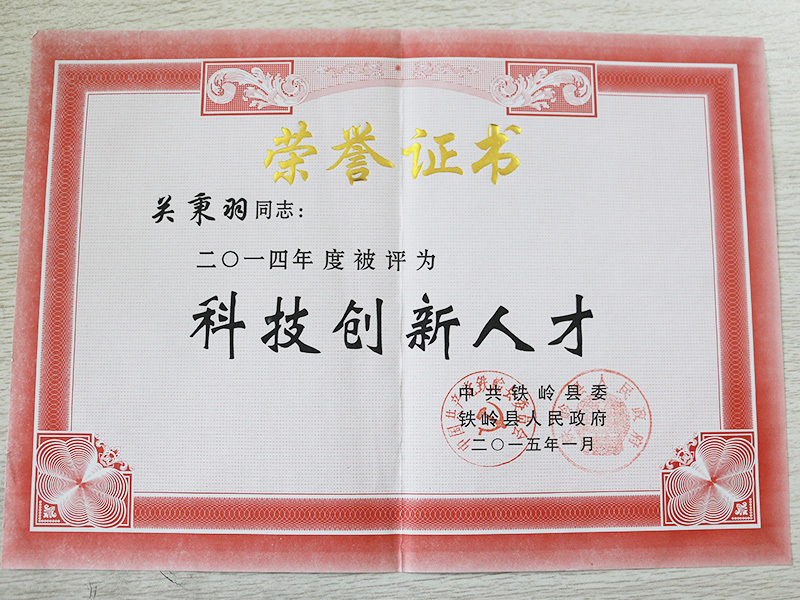 荣誉证书
关秉羽同志：
二〇一四年度被评为
科技创新人才
中共铁岭县委
铁岭县人民政府
二〇一五年一月